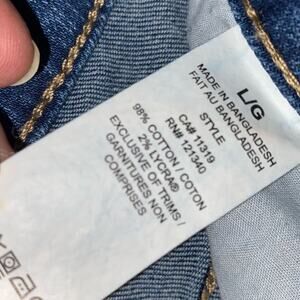 L/G
MADE IN BANGLADESH
FAIT AU BANGLADESH
STYLE
CA# 11319
RN# 121340
98% COTTON / COTON
2% LYCRA®
EXCLUSIVE OF TRIMS /
GARNITURES NON
COMPRISES